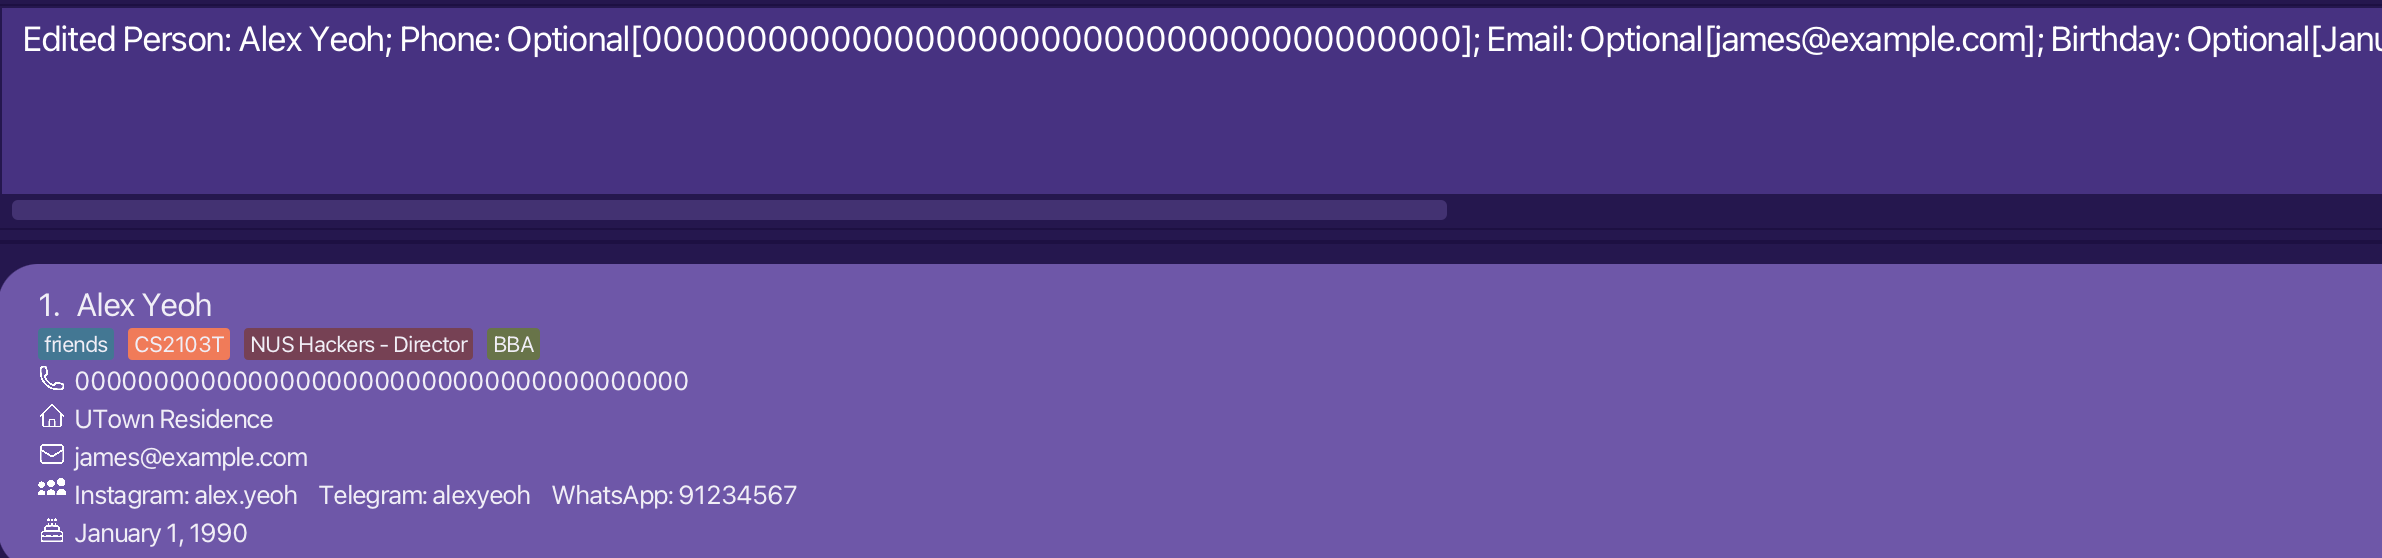 Edited Person: Alex Yeoh; Phone: Optional[000000000000000000000000000000000000000]; Email: Optional[james@example.com]; Birthday: Optional[Janu
1. Alex Yeoh
friends CS2103T NUS Hackers - Director BBA
000000000000000000000000000000000000000
UTown Residence
james@example.com
Instagram: alex.yeoh Telegram: alexyeoh WhatsApp: 91234567
January 1, 1990